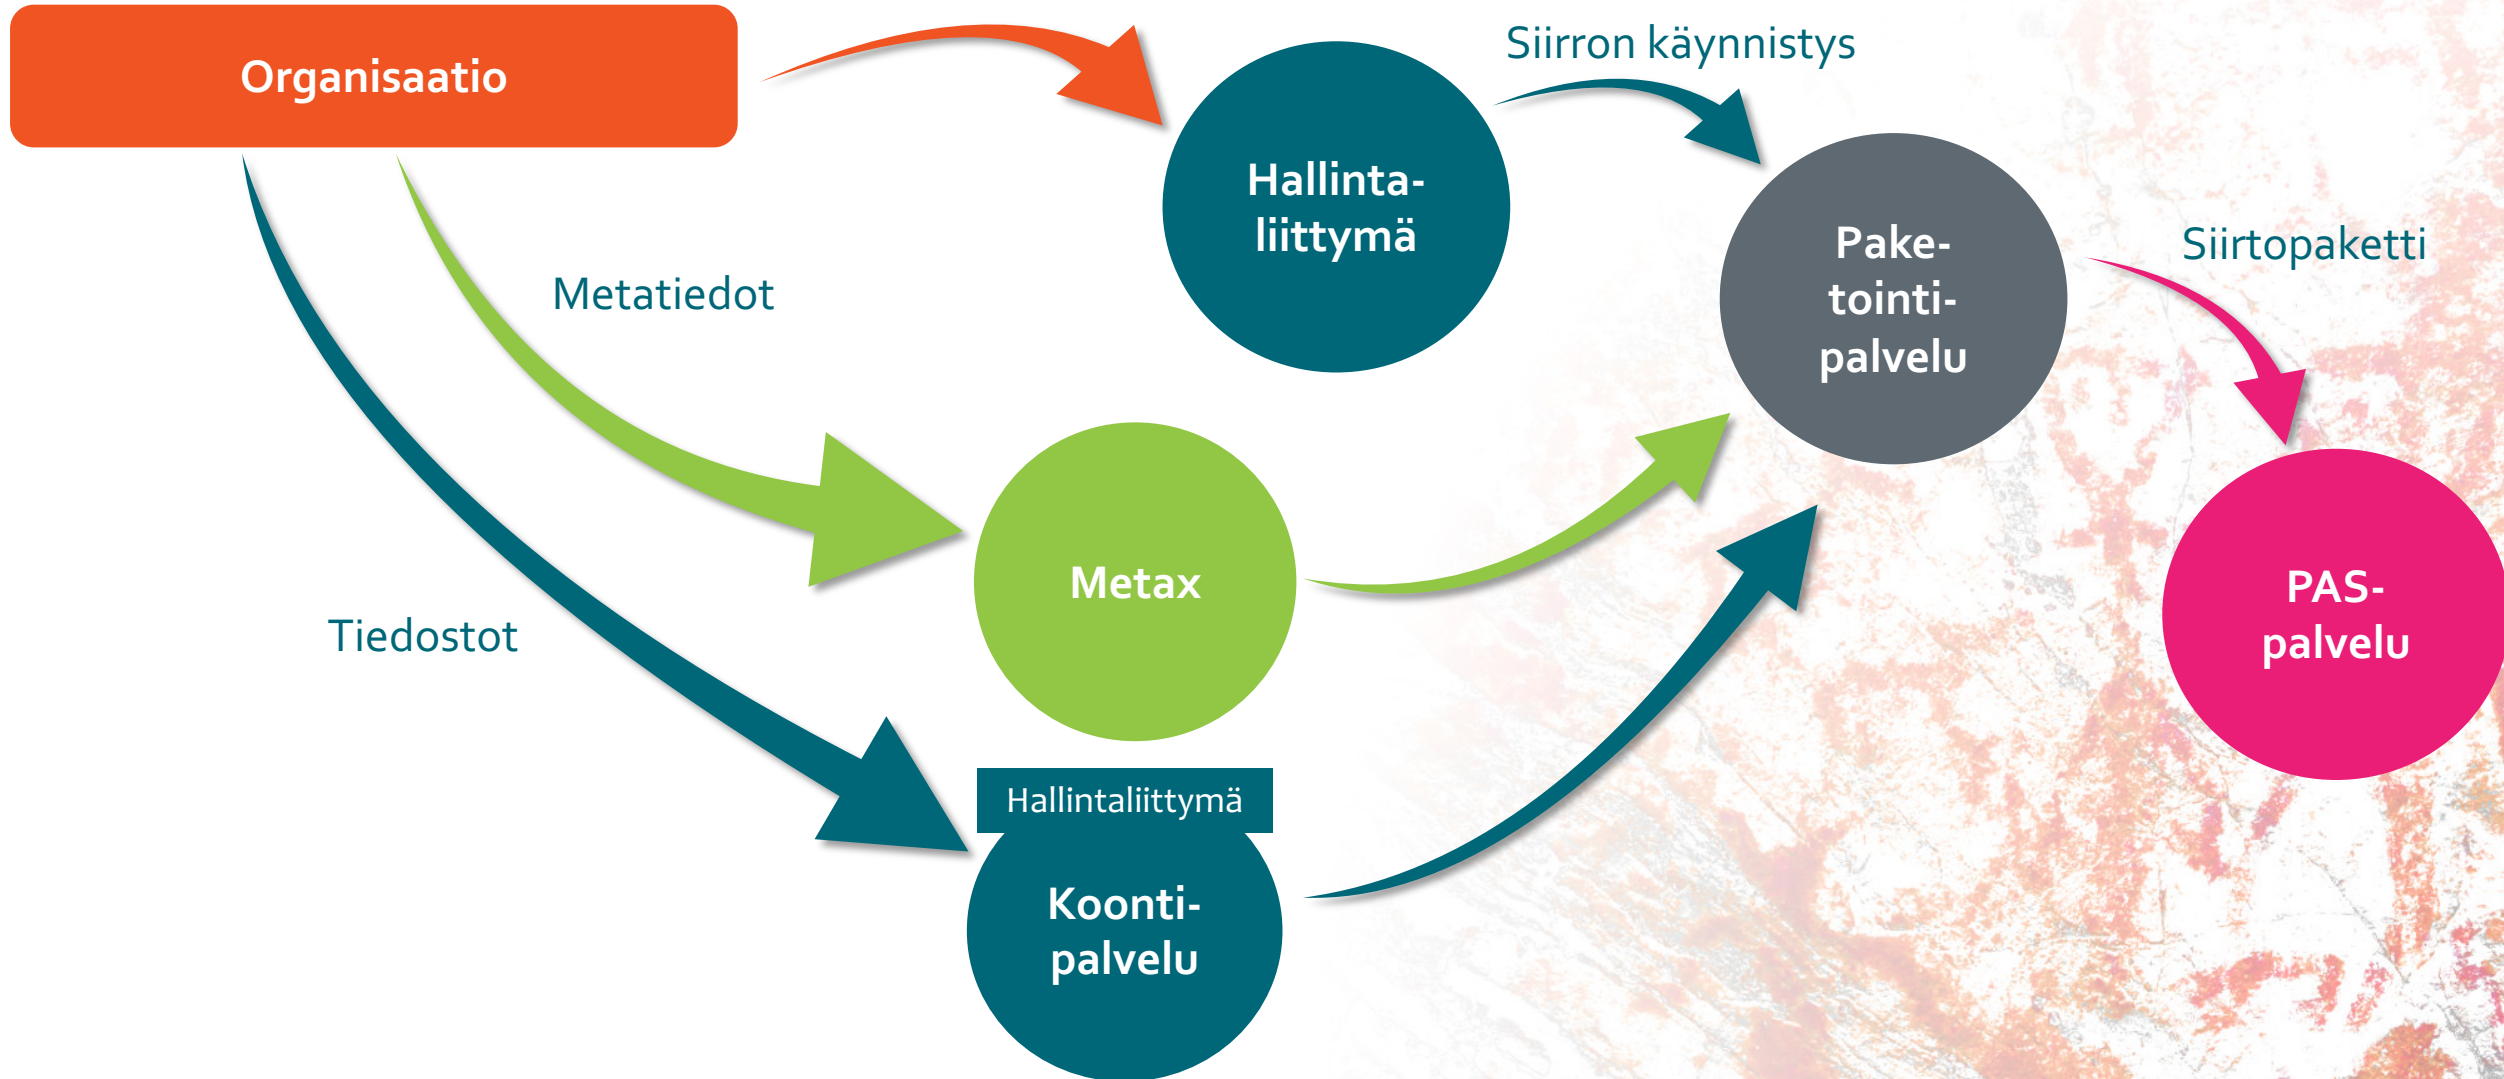 Organisaatio
Siirron käynnistys
Hallinta-
liittymä
Pake-
tointi-
palvelu
Siirtopaketti
Metatiedot
Metax
PAS-
palvelu
Tiedostot
Hallintaliittymä
Koonti-
palvelu